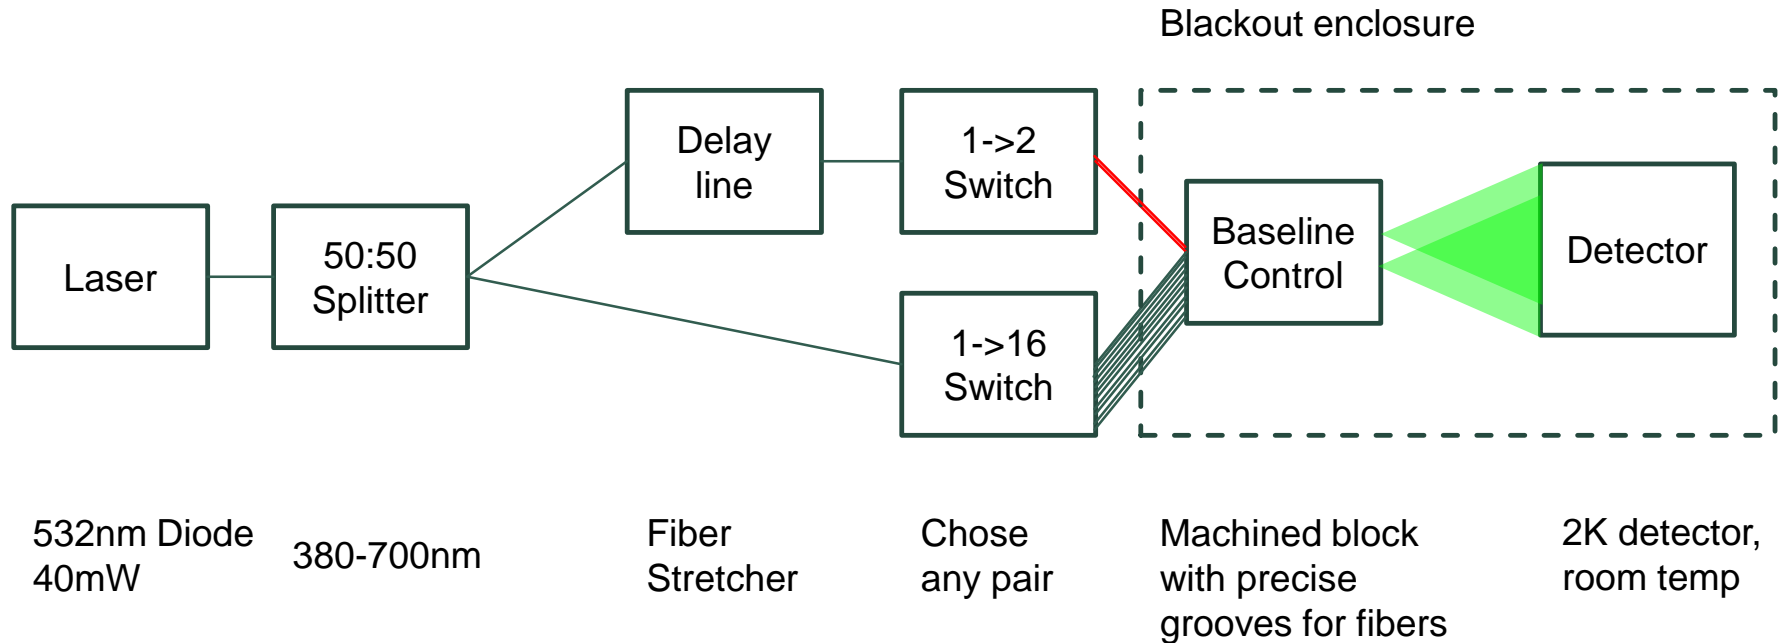 Blackout enclosure
Delay
line
1->2
Switch
Laser
50:50
Splitter
Baseline
Control
Detector
1->16
Switch
532nm Diode
40mW
380-700nm
Fiber
Stretcher
Chose
any pair
Machined block
with precise
grooves for fibers
2K detector,
room temp